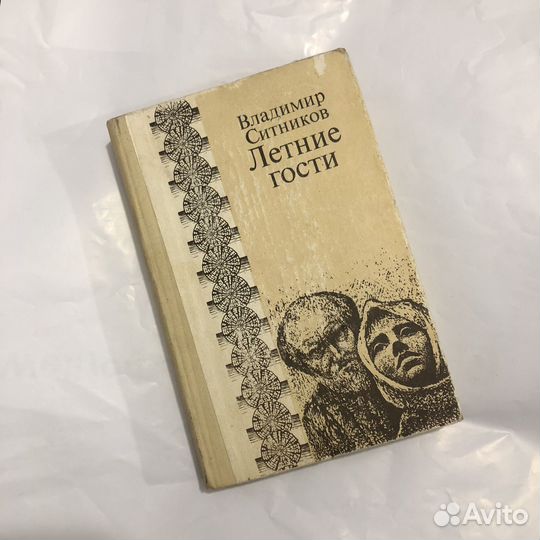 Владимир
Ситников
Летние
гости
Avito